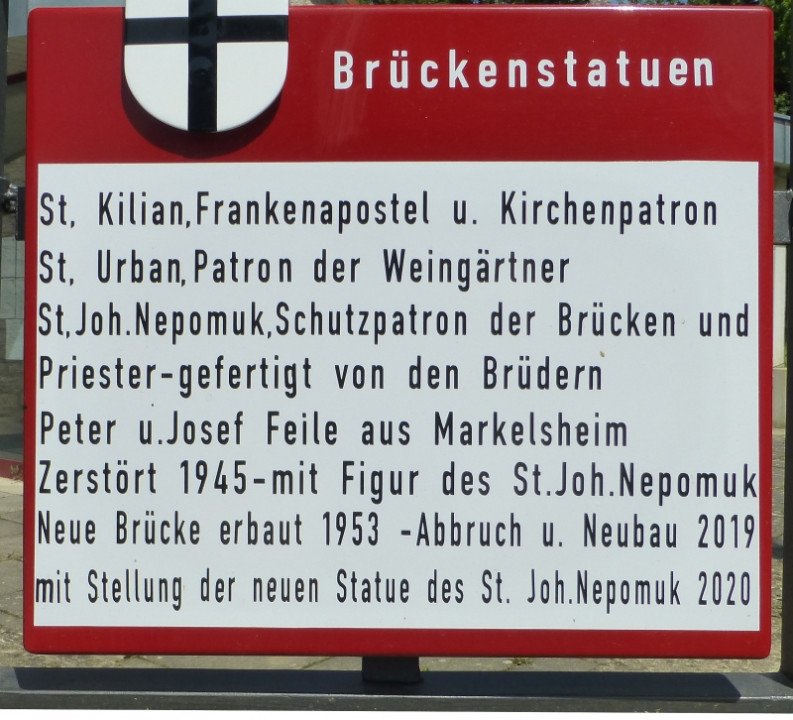 Brückenstatuen
St, Kilian,Frankenapostel u. Kirchenpatron
St, Urban,Patron der Weingärtner
St,Joh.Nepomuk,Schutzpatron der Brücken und
Priester-gefertigt von den Brüdern
Peter u.Josef Feile aus Markelsheim
Zerstört 1945-mit Figur des St.Joh.Nepomuk
Neue Brücke erbaut 1953 -Abbruch u. Neubau 2019
mit Stellung der neuen Statue des St. Joh.Nepomuk 2020